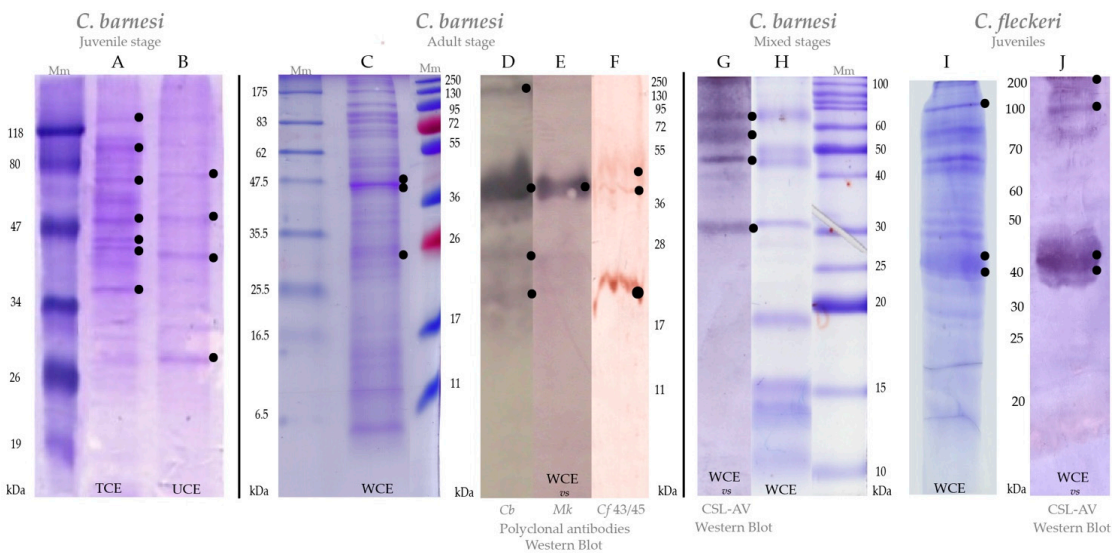 C. barnesi
Juvenile stage
A B
118
80
47
34
26
19
kDa
TCE UCE
C. barnesi
Adult stage
Mm C Mm D E F
175
83
62
47.5
35.5
25.5
16.5
6.5
kDa
WCE
250
130
95
72
55
36
26
17
11
kDa
WCE
vs
Cb Mk Cf 43/45
Polyclonal antibodies
Western Blot
250
130
95
72
55
36
28
17
11
kDa
C. barnesi
Mixed stages
G H Mm
WCE
vs
WCE
CSL-AV
Western Blot
100
60
50
40
30
25
20
15
10
kDa
C. fleckeri
Juveniles
I J
WCE
200
100
70
60
50
40
30
25
20
kDa
WCE
vs
CSL-AV
Western Blot
Mm